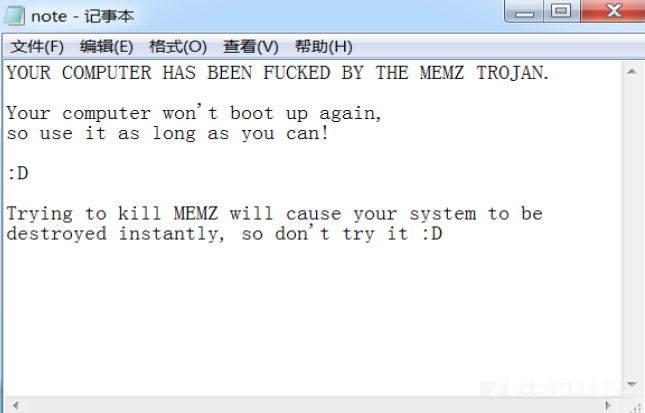 note - 记事本
文件(F) 编辑(E) 格式(O) 查看(V) 帮助(H)
YOUR COMPUTER HAS BEEN FUCKED BY THE MEMZ TROJAN.
Your computer won't boot up again,
so use it as long as you can!
:D
Trying to kill MEMZ will cause your system to be
destroyed instantly, so don't try it :D
先知社区